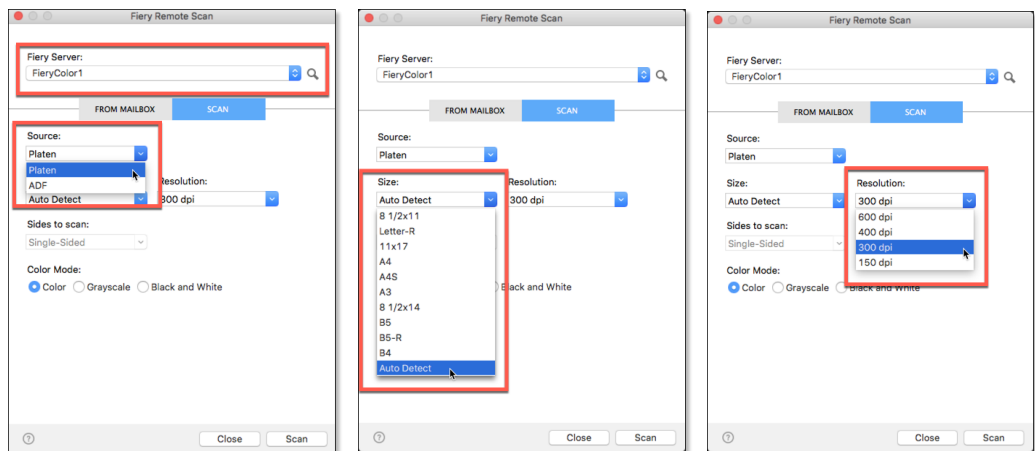 Fiery Remote Scan
Fiery Server:
FieryColor1
FROM MAILBOX SCAN
Source:
Platen
Platen
ADF
Resolution:
Auto Detect 300 dpi
Sides to scan:
Single-Sided
Color Mode:
Color Grayscale Black and White
? Close Scan
Fiery Remote Scan
Fiery Server:
FieryColor1
FROM MAILBOX SCAN
Source:
Platen
Size: Resolution:
Auto Detect 300 dpi
8 1/2x11
Letter-R
11x17
A4
A4S
A3
8 1/2x14
B5
B5-R
B4
Auto Detect
Black and White
? Close Scan
Fiery Remote Scan
Fiery Server:
FieryColor1
FROM MAILBOX SCAN
Source:
Platen
Size: Resolution:
Auto Detect 300 dpi
600 dpi
400 dpi
300 dpi
150 dpi
Sides to scan:
Single-Sided
Color Mode:
Color Grayscale Black and White
? Close Scan